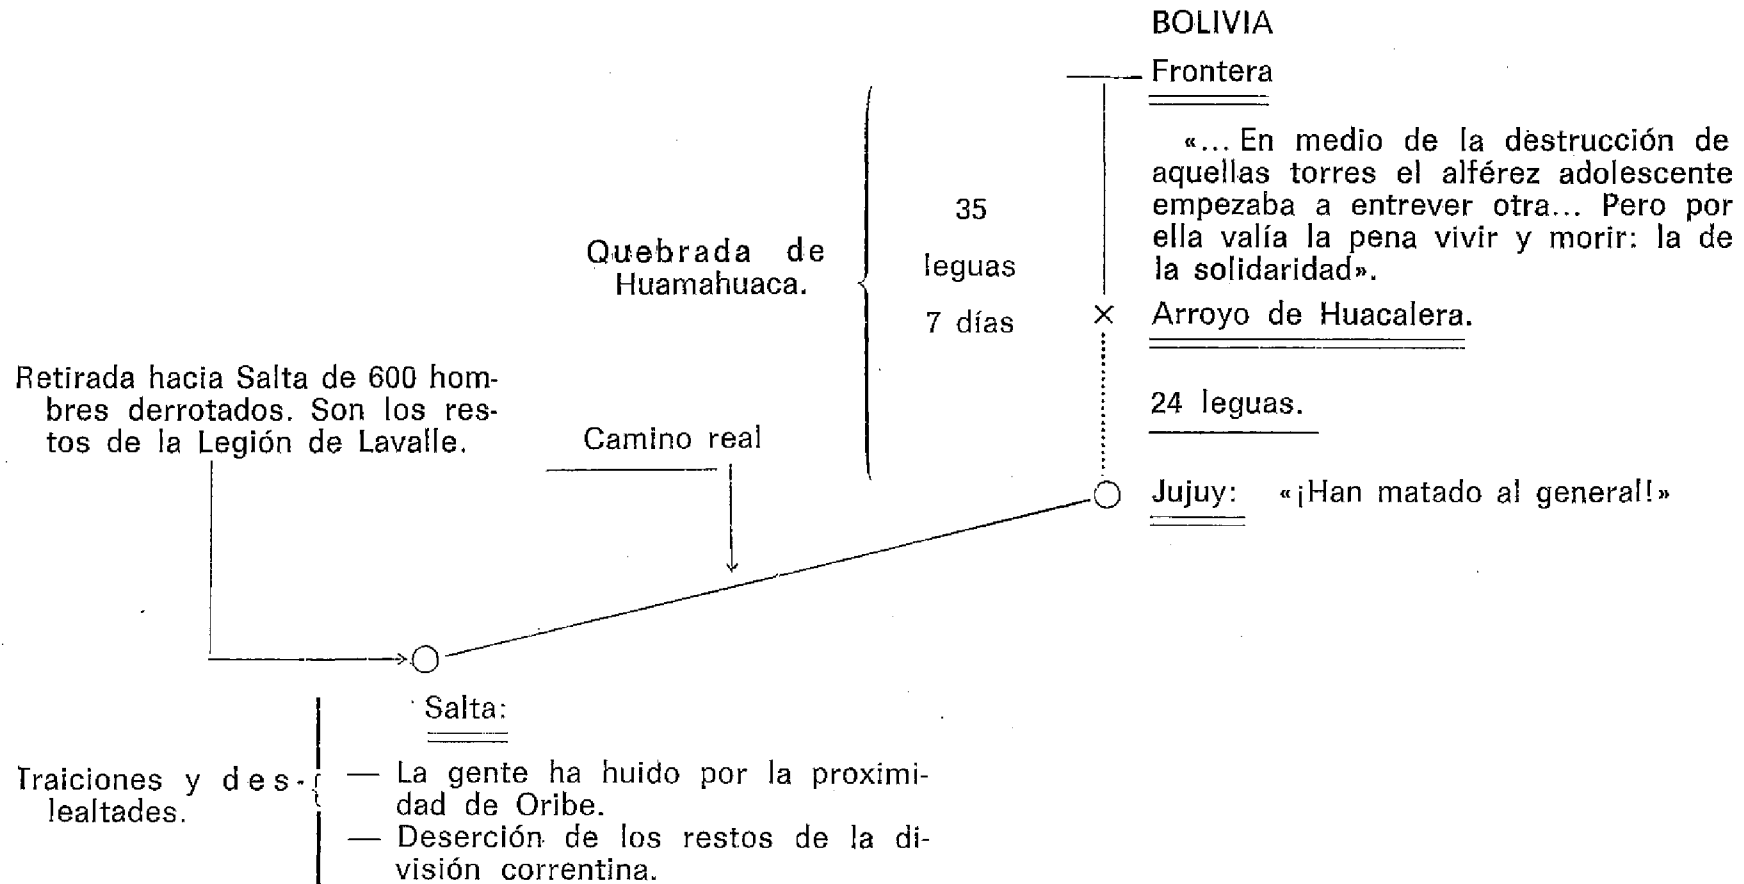 BOLIVIA
Frontera
«... En medio de la destrucción de
aquellas torres el alférez adolescente
empezaba a entrever otra... Pero por
ella valía la pena vivir y morir: la de
la solidaridad».
35
leguas
7 días
Quebrada de
Huamahuaca.
× Arroyo de Huacalera.
24 leguas.
Retirada hacia Salta de 600 hom-
bres derrotados. Son los res-
tos de la Legión de Lavalle.
Camino real
Jujuy: «¡Han matado al general!»
Salta:
Traiciones y des-
lealtades.
— La gente ha huido por la proximi-
dad de Oribe.
— Deserción de los restos de la di-
visión correntina.